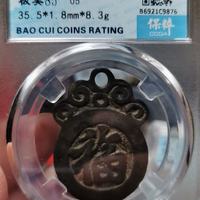 极美
35.5*1.8mm*8.3g
BAO CUI COINS RATING
B6921C9876
保粹
福